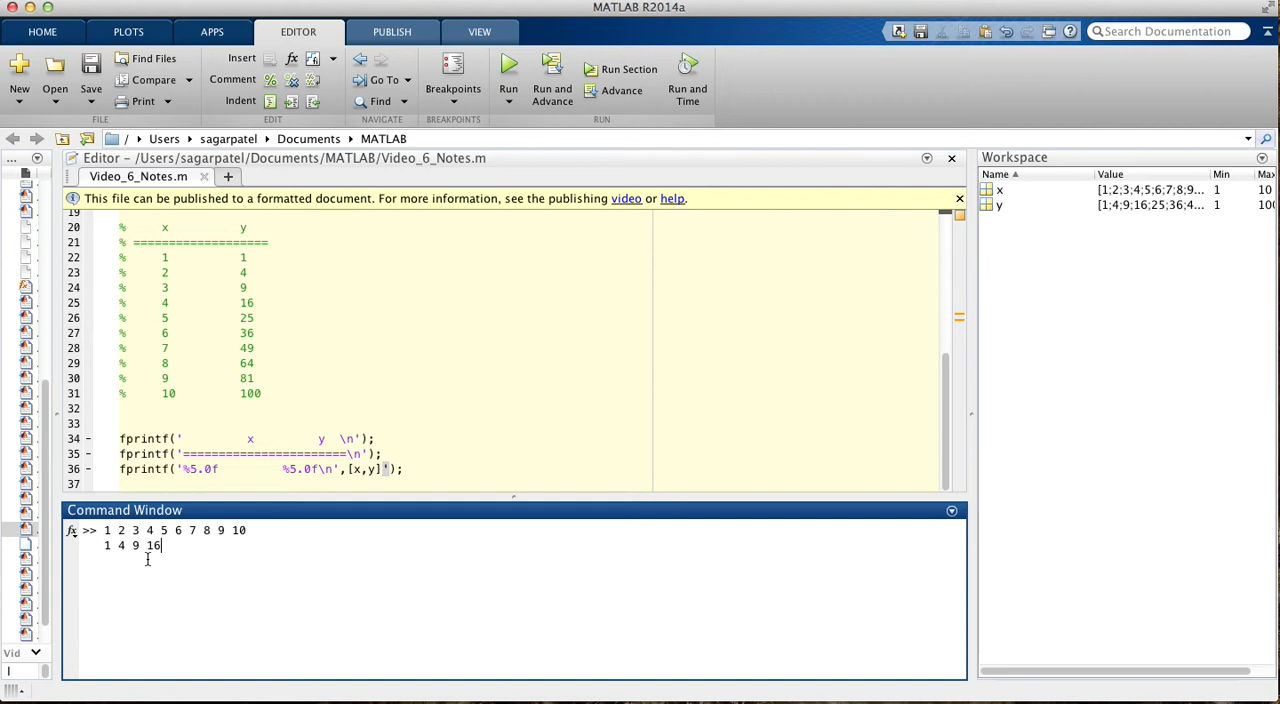 MATLAB R2014a
HOME PLOTS APPS EDITOR PUBLISH VIEW Search Documentation
New Open Save Find Files Compare Print
Insert Comment Indent
Go To Find
Breakpoints
Run Run and Advance Run Section Advance Run and Time
FILE EDIT NAVIGATE BREAKPOINTS RUN
/ Users sagarpatel Documents MATLAB
Editor - /Users/sagarpatel/Documents/MATLAB/Video_6_Notes.m
Video_6_Notes.m
This file can be published to a formatted document. For more information, see the publishing video or help.
19
20 % x y
21 % ===================
22 % 1 1
23 % 2 4
24 % 3 9
25 % 4 16
26 % 5 25
27 % 6 36
28 % 7 49
29 % 8 64
30 % 9 81
31 % 10 100
32
33
34 - fprintf(' x y \n');
35 - fprintf('=======================\n');
36 - fprintf('%5.0f %5.0f\n',[x,y]');
37
Command Window
fx >> 1 2 3 4 5 6 7 8 9 10
1 4 9 16
Workspace
Name Value Min Max
x [1;2;3;4;5;6;7;8;9... 1 10
y [1;4;9;16;25;36;4... 1 100
... 
Vid